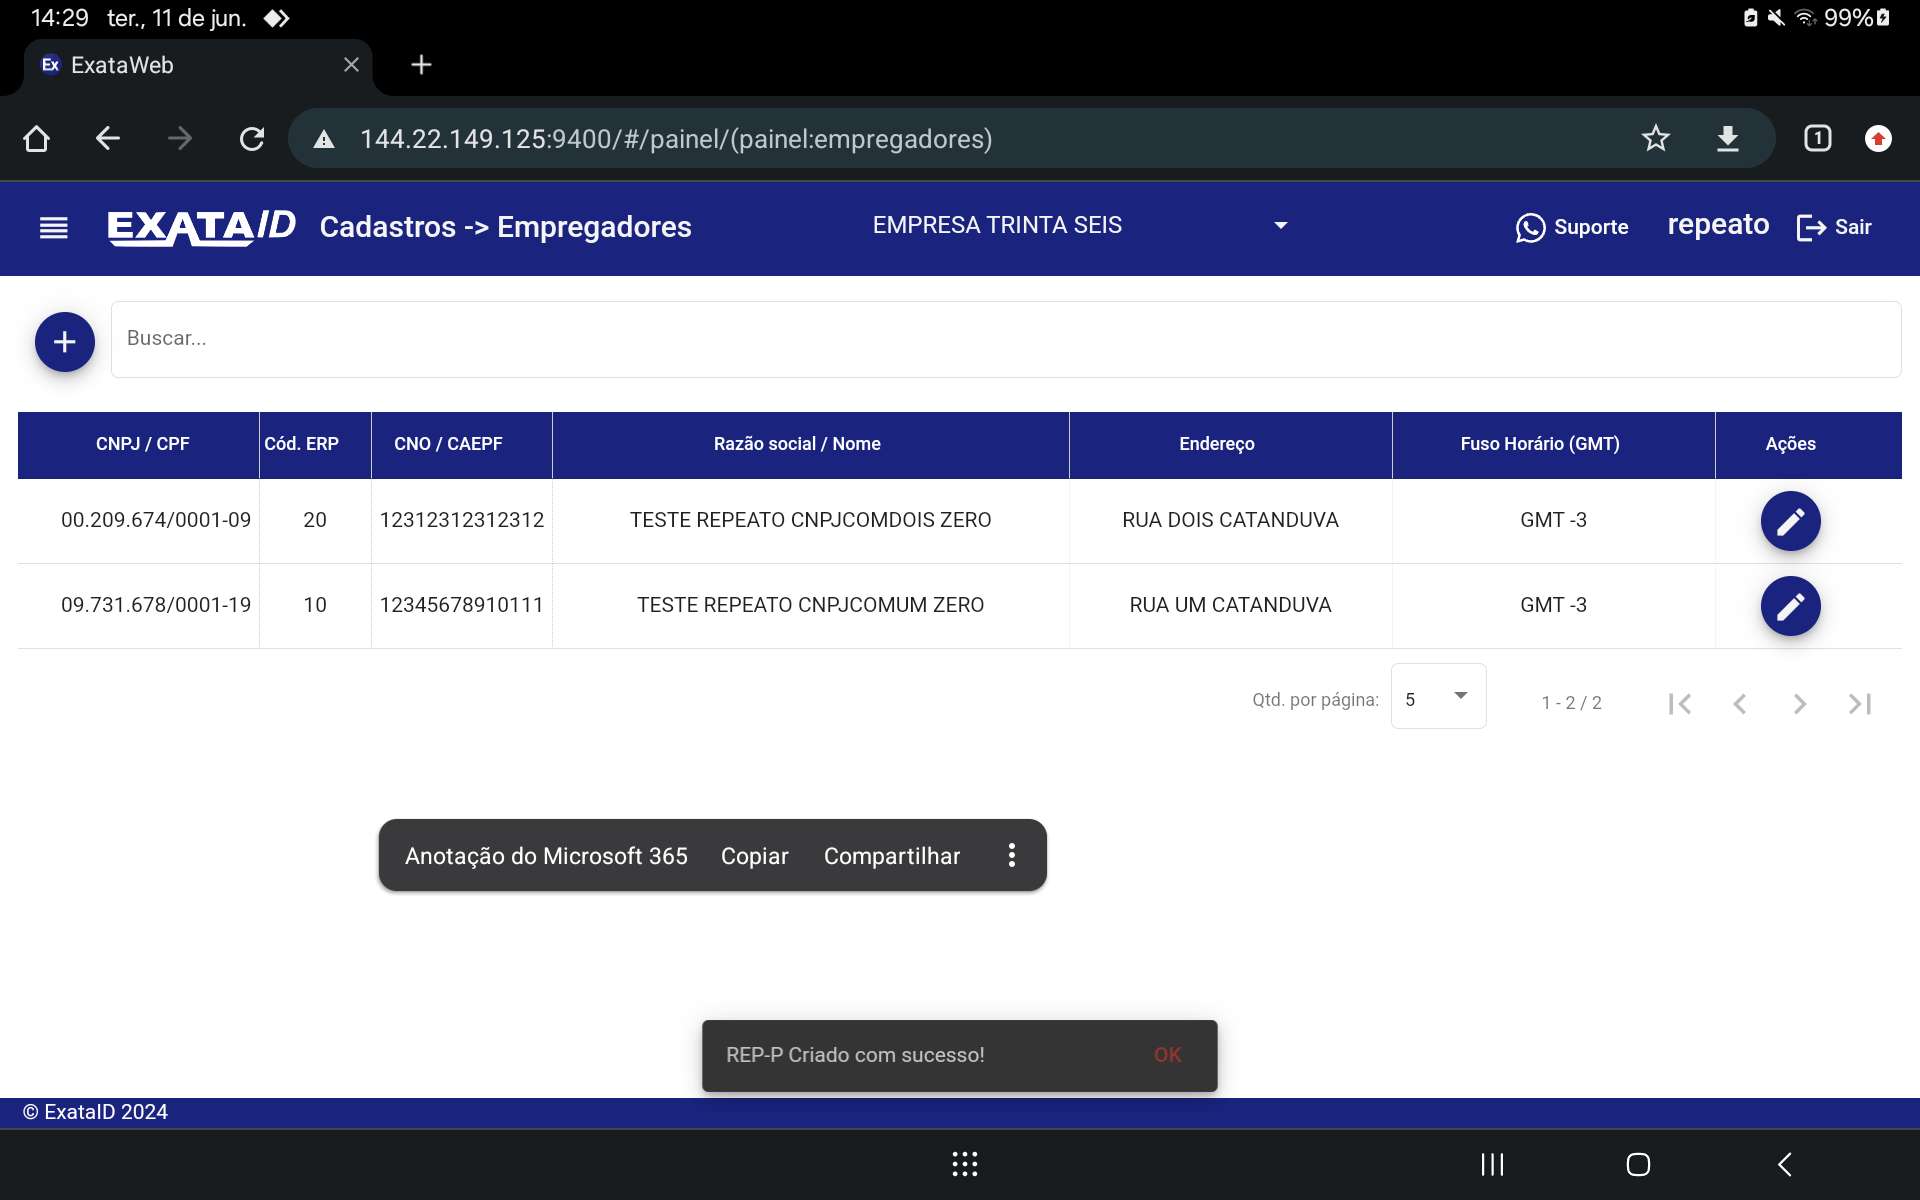 14:29 ter., 11 de jun. 99%
Ex ExataWeb
144.22.149.125:9400/#/painel/(painel:empregadores) 1
EXATAID Cadastros -> Empregadores EMPRESA TRINTA SEIS Suporte repeato Sair
Buscar...
CNPJ / CPF Cód. ERP CNO / CAEPF Razão social / Nome Endereço Fuso Horário (GMT) Ações
00.209.674/0001-09 20 12312312312312 TESTE REPEATO CNPJCOMDOIS ZERO RUA DOIS CATANDUVA GMT -3
09.731.678/0001-19 10 12345678910111 TESTE REPEATO CNPJCOMUM ZERO RUA UM CATANDUVA GMT -3
Qtd. por página: 5 1 - 2 / 2
Anotação do Microsoft 365 Copiar Compartilhar
REP-P Criado com sucesso! OK
© ExataID 2024